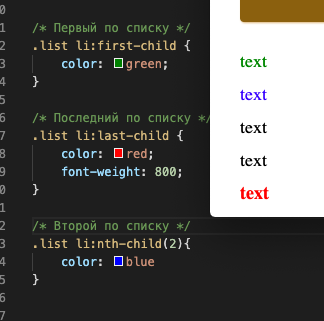 /* Первый по списку */
.list li:first-child {
color: green;
}
/* Последний по списку */
.list li:last-child {
color: red;
font-weight: 800;
}
/* Второй по списку */
.list li:nth-child(2){
color: blue
}
text
text
text
text
text